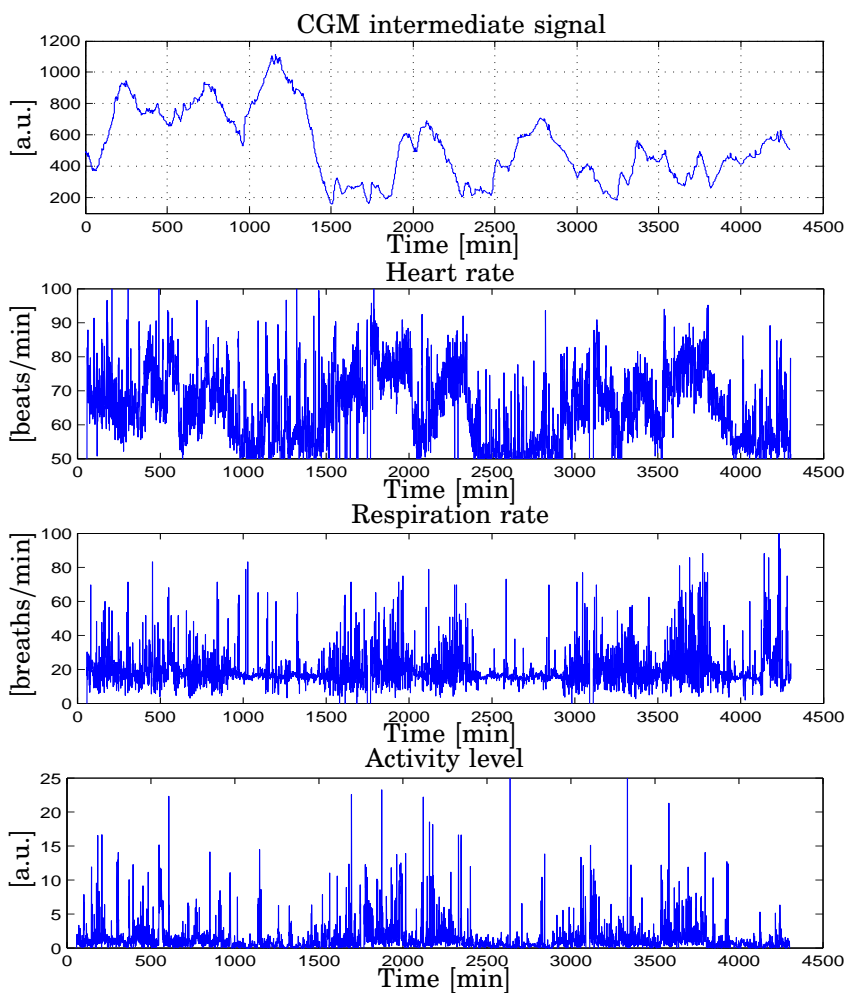 CGM intermediate signal
1200
1000
800
600
400
200
[a.u.]
0 500 1000 1500 2000 2500 3000 3500 4000 4500
Time [min]
Heart rate
100
90
80
70
60
50
[beats/min]
0 500 1000 1500 2000 2500 3000 3500 4000 4500
Time [min]
Respiration rate
100
80
60
40
20
0
[breaths/min]
0 500 1000 1500 2000 2500 3000 3500 4000 4500
Time [min]
Activity level
25
20
15
10
5
0
[a.u.]
0 500 1000 1500 2000 2500 3000 3500 4000 4500
Time [min]